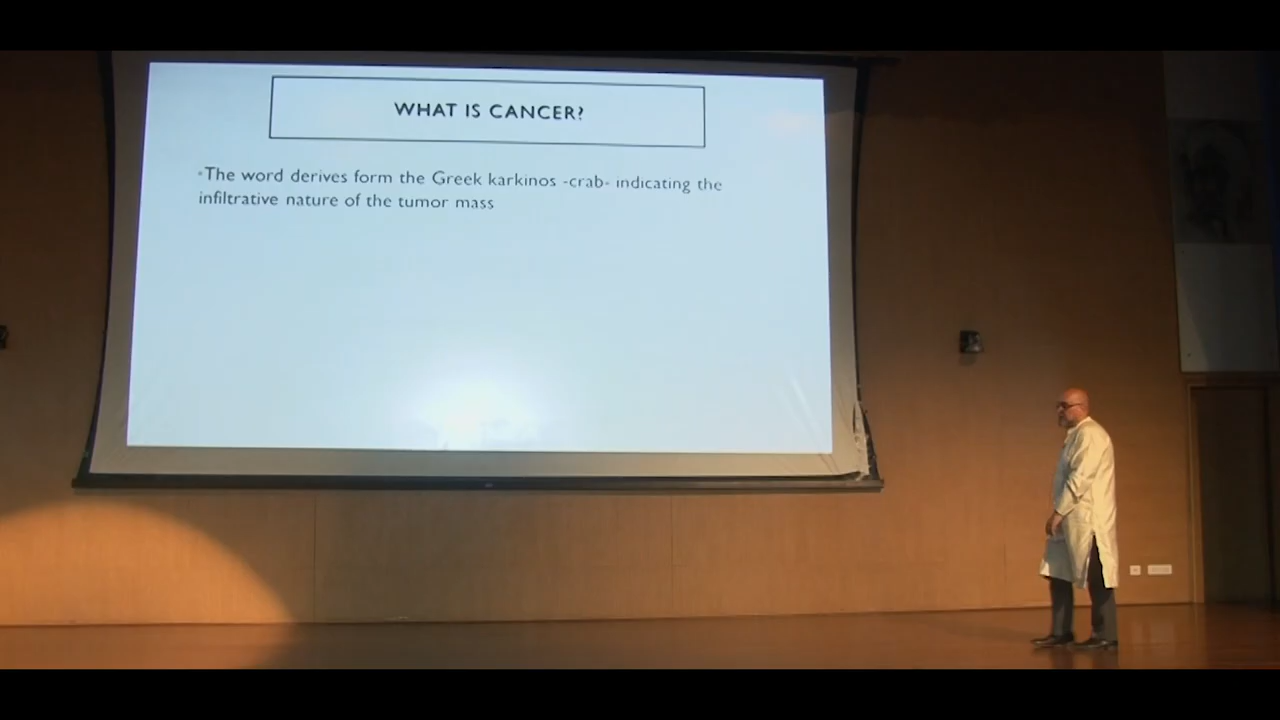 WHAT IS CANCER?
•The word derives form the Greek karkinos -crab- indicating the
infiltrative nature of the tumor mass